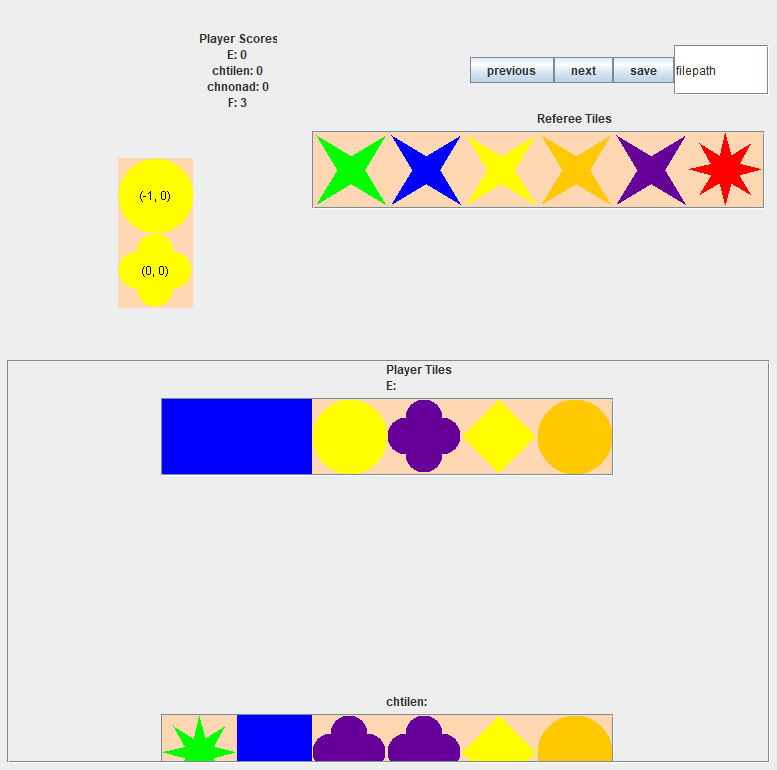 Player Scores
E: 0
chtilen: 0
chnonad: 0
F: 3
previous next save filepath
Referee Tiles
(-1, 0)
(0, 0)
Player Tiles
E:
chtilen: